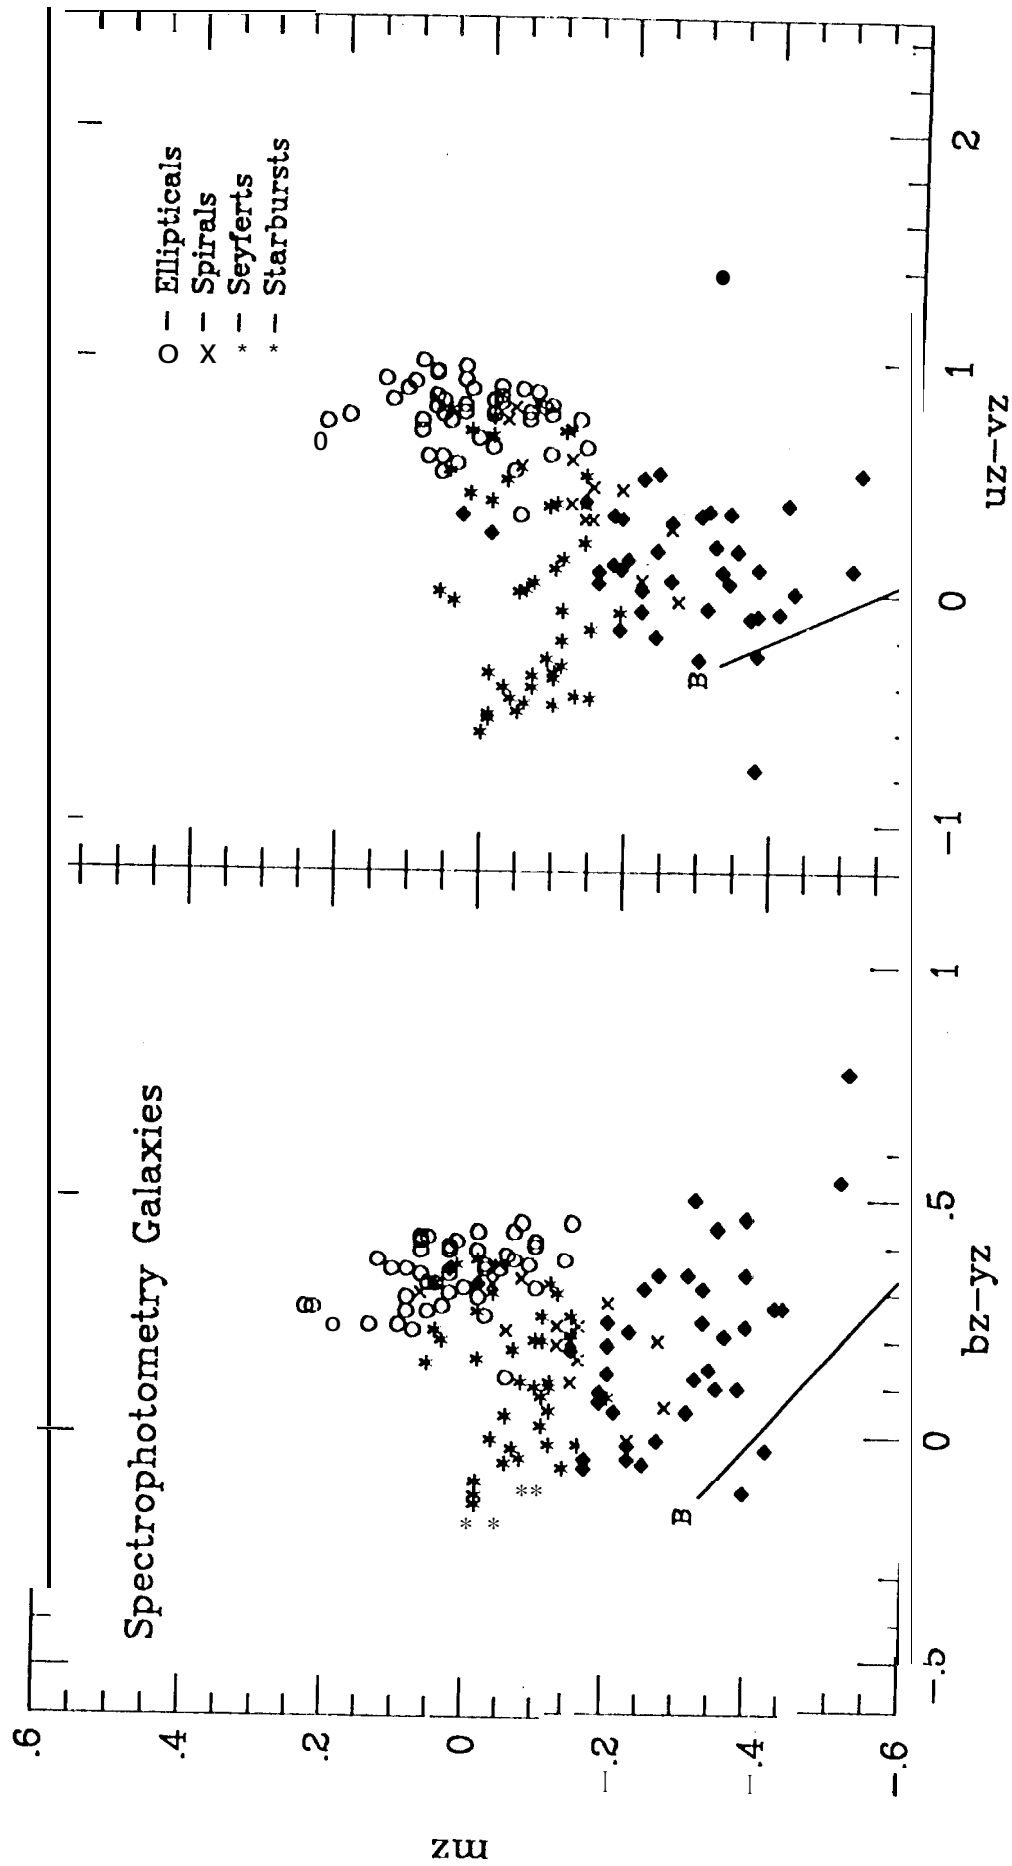 Spectrophotometry Galaxies
O – Ellipticals
X – Spirals
* – Seyferts
* – Starbursts
mz
.6
.2
0
–.2
–.4
–.6
–.5
0
.5
1
bz–yz
B
–1
0
1
2
uz–vz
B